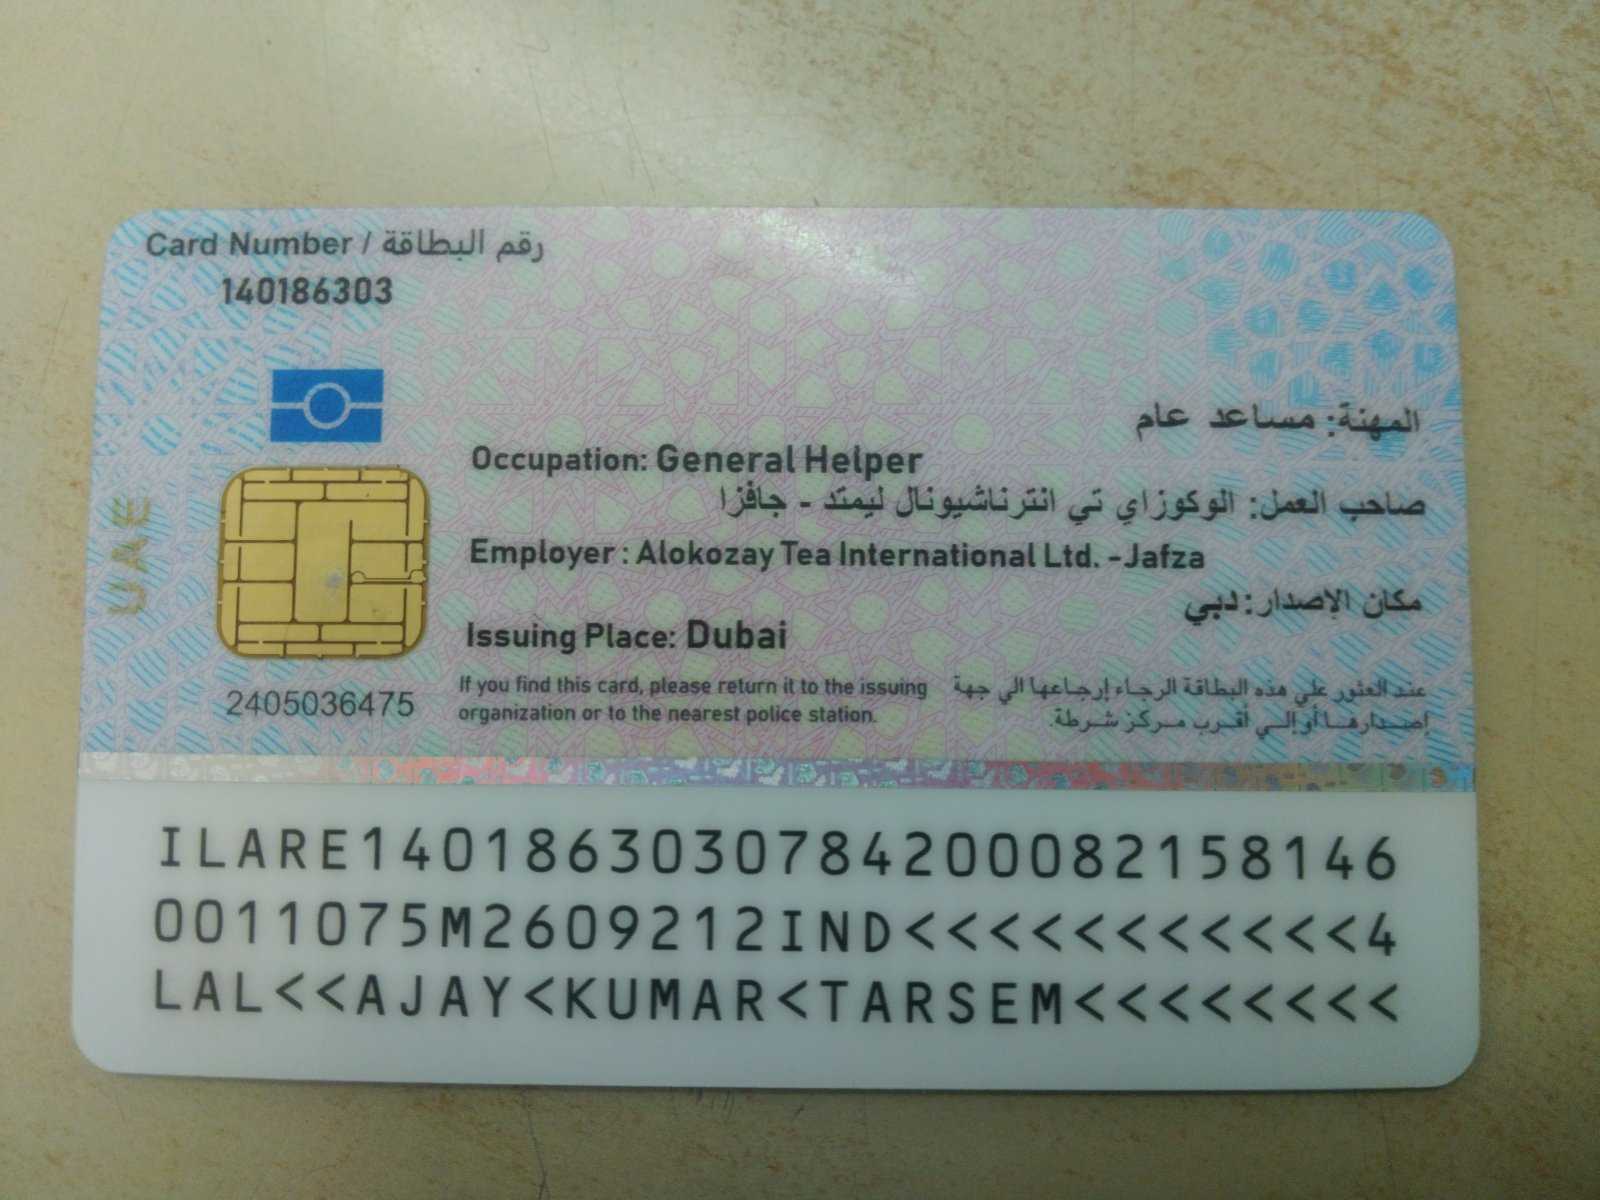 Card Number / رقم البطاقة
140186303
المهنة: مساعد عام
Occupation: General Helper
صاحب العمل: الوكوزاي تي انترناشيونال ليمتد - جافزا
Employer : Alokozay Tea International Ltd. -Jafza
مكان الإصدار: دبي
Issuing Place: Dubai
UAE
2405036475
If you find this card, please return it to the issuing
organization or to the nearest police station.
عند العثور علي هذه البطاقة الرجاء إرجاعها الي جهة
إصدارها أو إلي أقرب مركز شرطة.
ILARE1401863030784200082158146
0011075M2609212IND<<<<<<<<<<<4
LAL<<AJAY<KUMAR<TARSEM<<<<<<<<